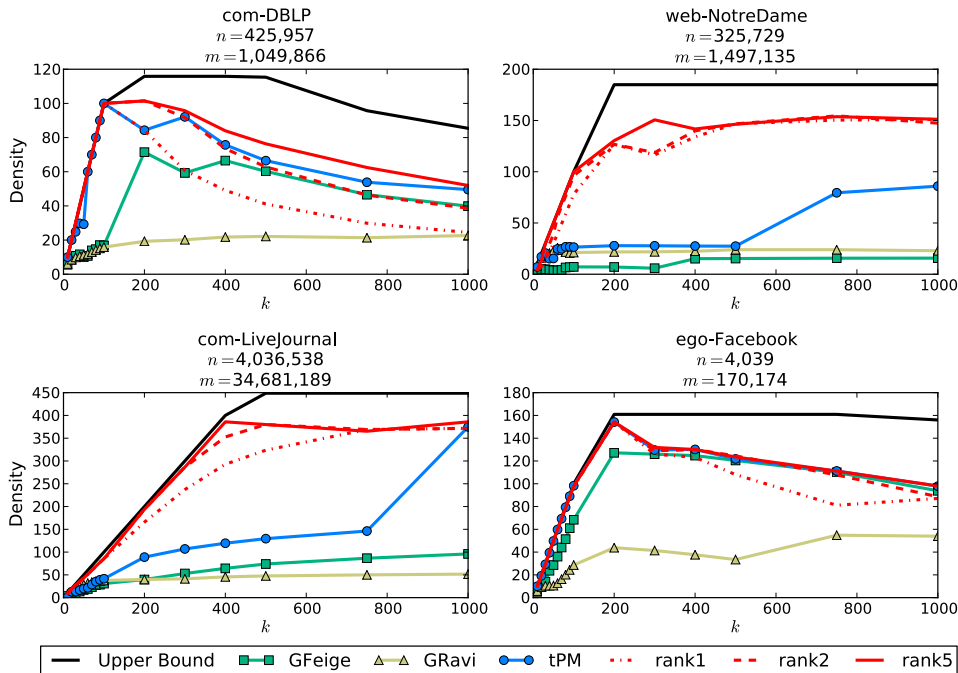 com-DBLP
n=425,957
m=1,049,866
Density
120
100
80
60
40
20
0
0 200 400 600 800 1000
k
web-NotreDame
n=325,729
m=1,497,135
200
150
100
50
0
0 200 400 600 800 1000
k
com-LiveJournal
n=4,036,538
m=34,681,189
Density
450
400
350
300
250
200
150
100
50
0
0 200 400 600 800 1000
k
ego-Facebook
n=4,039
m=170,174
180
160
140
120
100
80
60
40
20
0
0 200 400 600 800 1000
k
Upper Bound GFeige GRavi tPM rank1 rank2 rank5